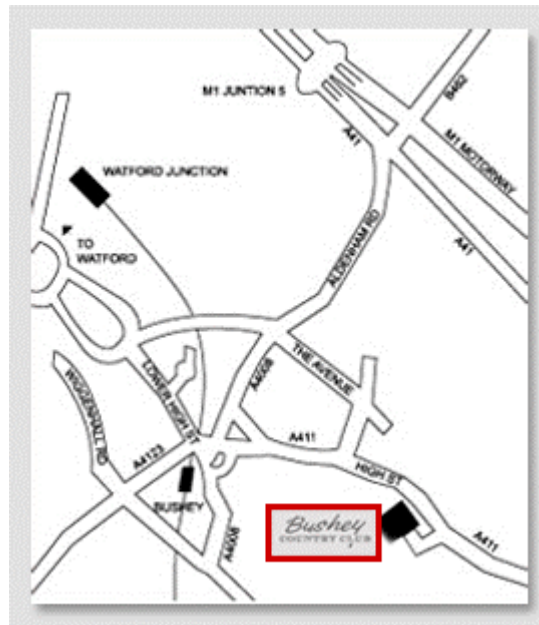 M1 JUNTION 5
B462
A41
M1 MOTORWAY
WATFORD JUNCTION
A41
TO
WATFORD
ALDENHAM RD
THE AVENUE
LOWER HIGH ST
A4008
WIGGENHALL RD
A411
A4123
HIGH ST
BUSHEY
Bushey
COUNTRY CLUB
A4008
A411